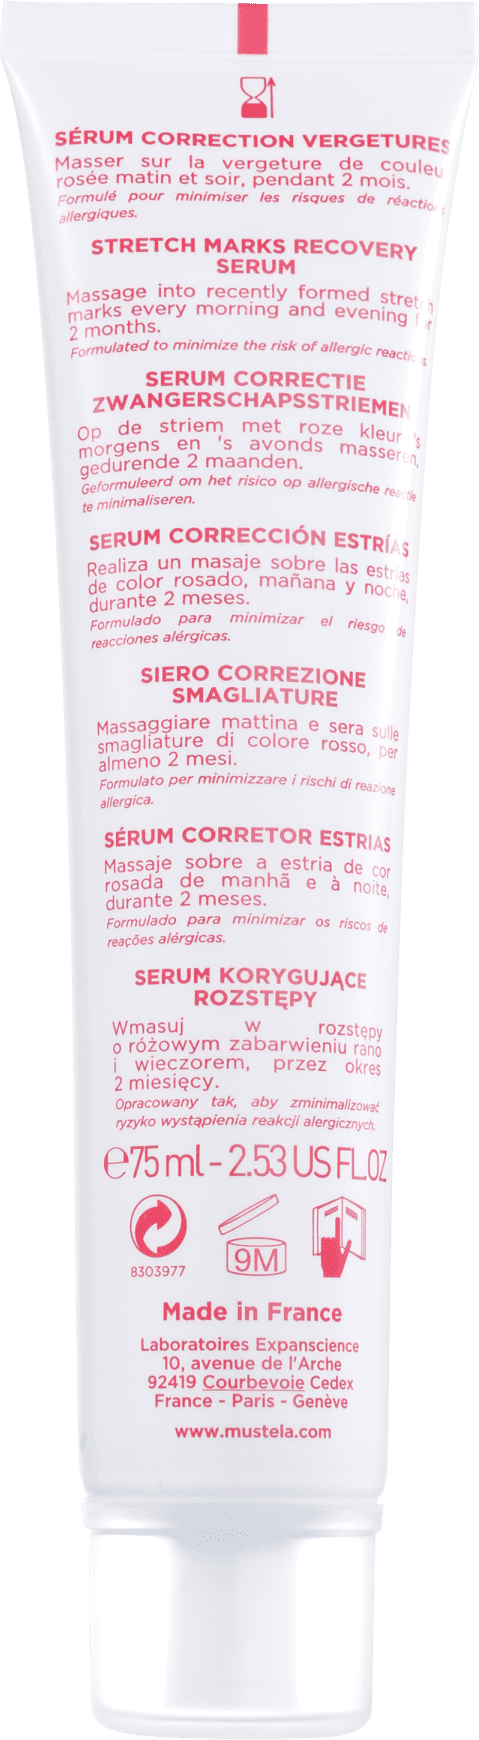 SÉRUM CORRECTION VERGETURES
Masser sur la vergeture de couleu
rosée matin et soir, pendant 2 mois.
Formulé pour minimiser les risques de réactions
allergiques.
STRETCH MARKS RECOVERY
SERUM
Massage into recently formed stretch
marks every morning and evening for
2 months.
Formulated to minimize the risk of allergic reactions.
SERUM CORRECTIE
ZWANGERSCHAPSSTRIEMEN
Op de striem met roze kleur 's
morgens en 's avonds masseren,
gedurende 2 maanden.
Geformuleerd om het risico op allergische reactie
te minimaliseren.
SERUM CORRECCIÓN ESTRÍAS
Realiza un masaje sobre las estrías
de color rosado, mañana y noche,
durante 2 meses.
Formulado para minimizar el riesgo de
reacciones alérgicas.
SIERO CORREZIONE
SMAGLIATURE
Massaggiare mattina e sera sulle
smagliature di colore rosso, per
almeno 2 mesi.
Formulato per minimizzare i rischi di reazione
allergica.
SÉRUM CORRETOR ESTRIAS
Massaje sobre a estria de cor
rosada de manhã e à noite,
durante 2 meses.
Formulado para minimizar os riscos de
reações alérgicas.
SERUM KORYGUJĄCE
ROZSTĘPY
Wmasuj w rozstępy
o różowym zabarwieniu rano
i wieczorem, przez okres
2 miesięcy.
Opracowany tak, aby zminimalizować
ryzyko wystąpienia reakcji alergicznych.
℮75 ml - 2.53 US FL.OZ
9M
8303977
Made in France
Laboratoires Expanscience
10, avenue de l'Arche
92419 Courbevoie Cedex
France - Paris - Genève
www.mustela.com